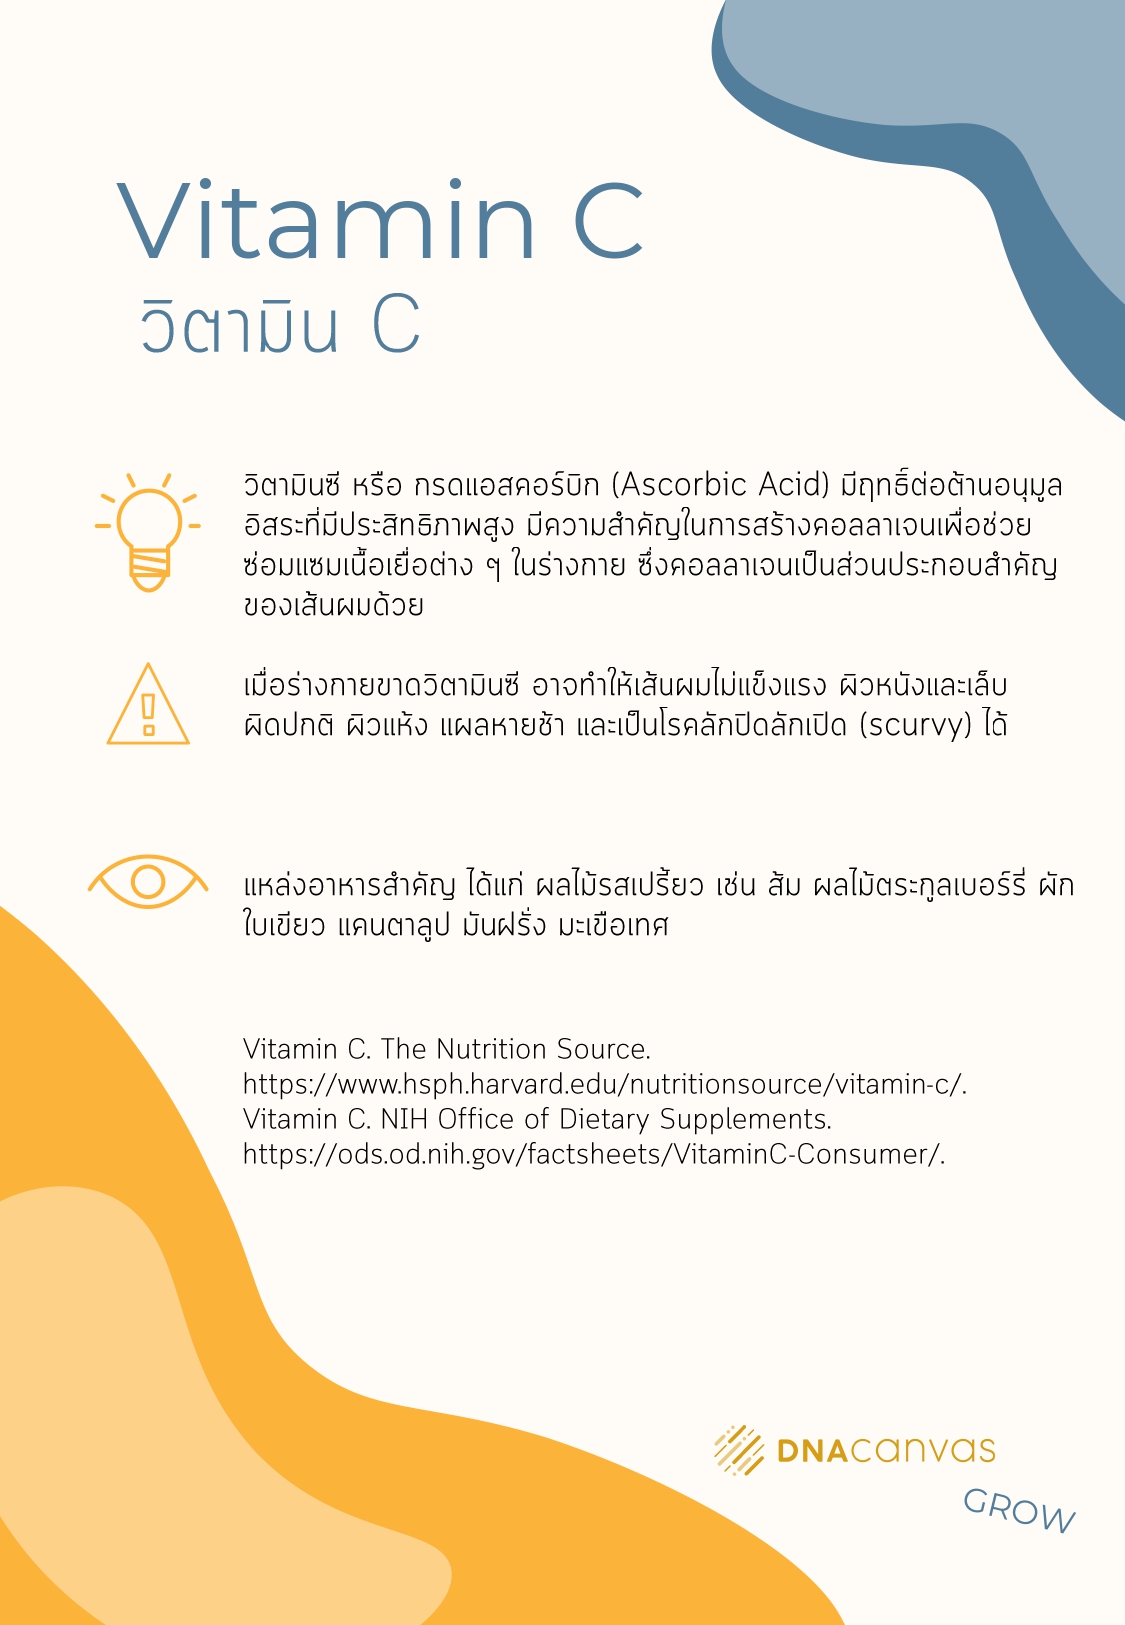 Vitamin C
วิตามิน C
วิตามินซี หรือ กรดแอสคอร์บิก (Ascorbic Acid) มีฤทธิ์ต่อต้านอนุมูล
อิสระที่มีประสิทธิภาพสูง มีความสำคัญในการสร้างคอลลาเจนเพื่อช่วย
ซ่อมแซมเนื้อเยื่อต่าง ๆ ในร่างกาย ซึ่งคอลลาเจนเป็นส่วนประกอบสำคัญ
ของเส้นผมด้วย
เมื่อร่างกายขาดวิตามินซี อาจทำให้เส้นผมไม่แข็งแรง ผิวหนังและเล็บ
ผิดปกติ ผิวแห้ง แผลหายช้า และเป็นโรคลักปิดลักเปิด (scurvy) ได้
แหล่งอาหารสำคัญ ได้แก่ ผลไม้รสเปรี้ยว เช่น ส้ม ผลไม้ตระกูลเบอร์รี่ ผัก
ใบเขียว แคนตาลูป มันฝรั่ง มะเขือเทศ
Vitamin C. The Nutrition Source.
https://www.hsph.harvard.edu/nutritionsource/vitamin-c/.
Vitamin C. NIH Office of Dietary Supplements.
https://ods.od.nih.gov/factsheets/VitaminC-Consumer/.
DNAcanvas
GROW